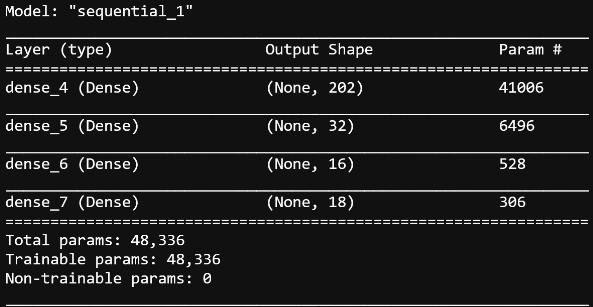 Model: "sequential_1"
Layer (type) Output Shape Param #
dense_4 (Dense) (None, 202) 41006
dense_5 (Dense) (None, 32) 6496
dense_6 (Dense) (None, 16) 528
dense_7 (Dense) (None, 18) 306
Total params: 48,336
Trainable params: 48,336
Non-trainable params: 0